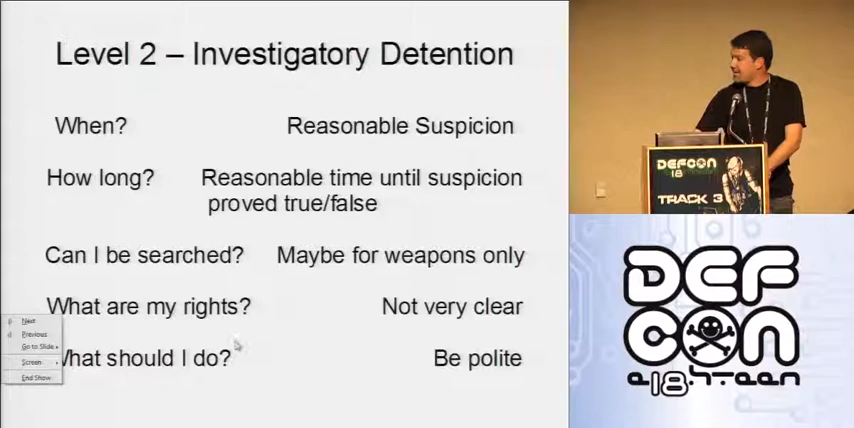 Level 2 – Investigatory Detention
When? Reasonable Suspicion
How long? Reasonable time until suspicion
proved true/false
Can I be searched? Maybe for weapons only
What are my rights? Not very clear
What should I do? Be polite
Next
Previous
Go to Slide
Screen
End Show
DEFCON
18
TRACK 3
DEF
CON
e18hteen